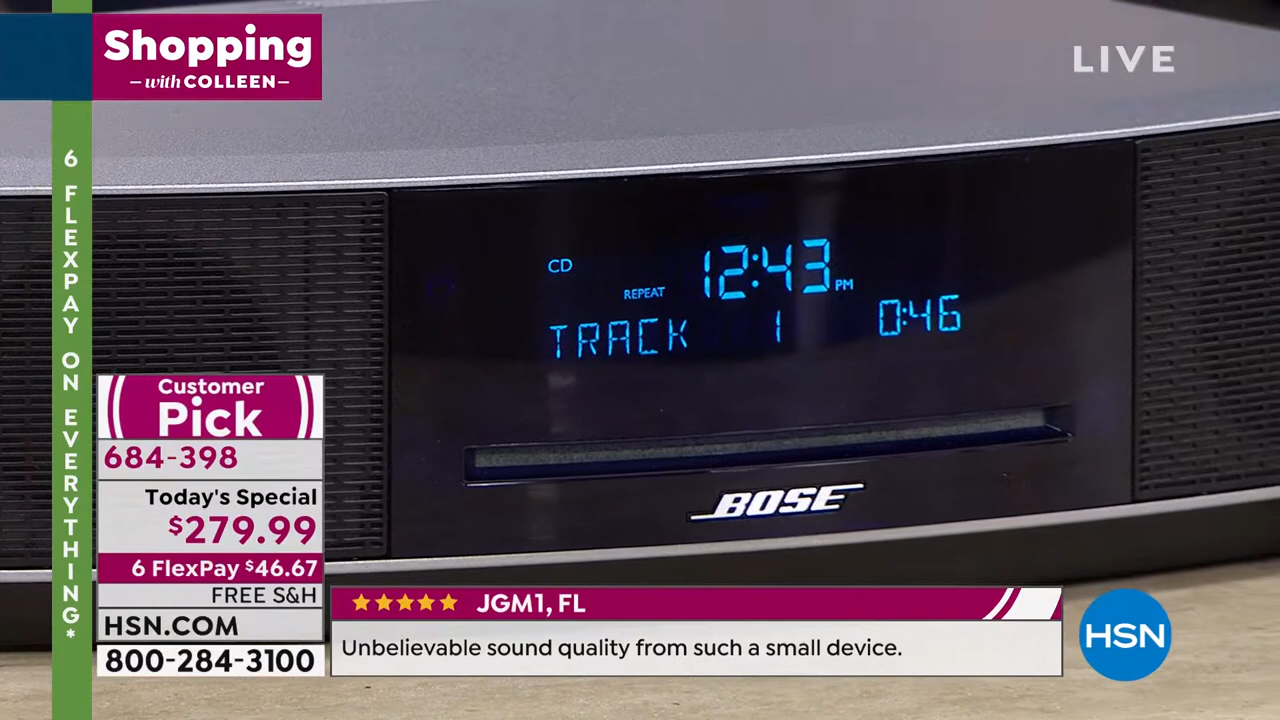 Shopping
–with COLLEEN–
LIVE
6 FLEXPAY ON EVERYTHING*
CD
REPEAT
12:43 PM
TRACK 1 0:46
BOSE
Customer
Pick
684-398
Today's Special
$279.99
6 FlexPay $46.67
FREE S&H
HSN.COM
800-284-3100
★★★★★ JGM1, FL
Unbelievable sound quality from such a small device.
HSN